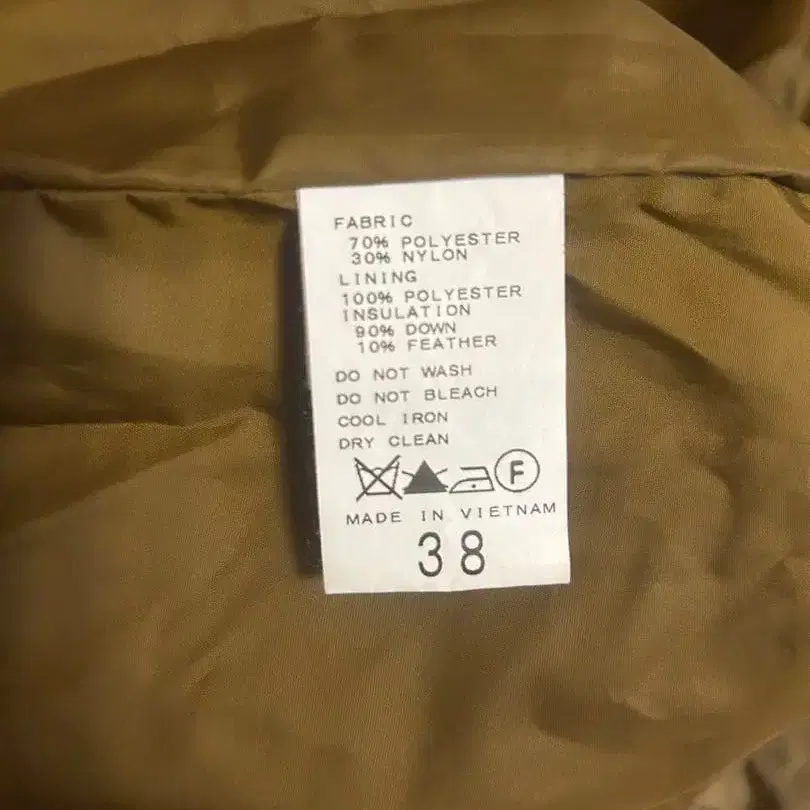 FABRIC
70% POLYESTER
30% NYLON
LINING
100% POLYESTER
INSULATION
90% DOWN
10% FEATHER
DO NOT WASH
DO NOT BLEACH
COOL IRON
DRY CLEAN
F
MADE IN VIETNAM
38